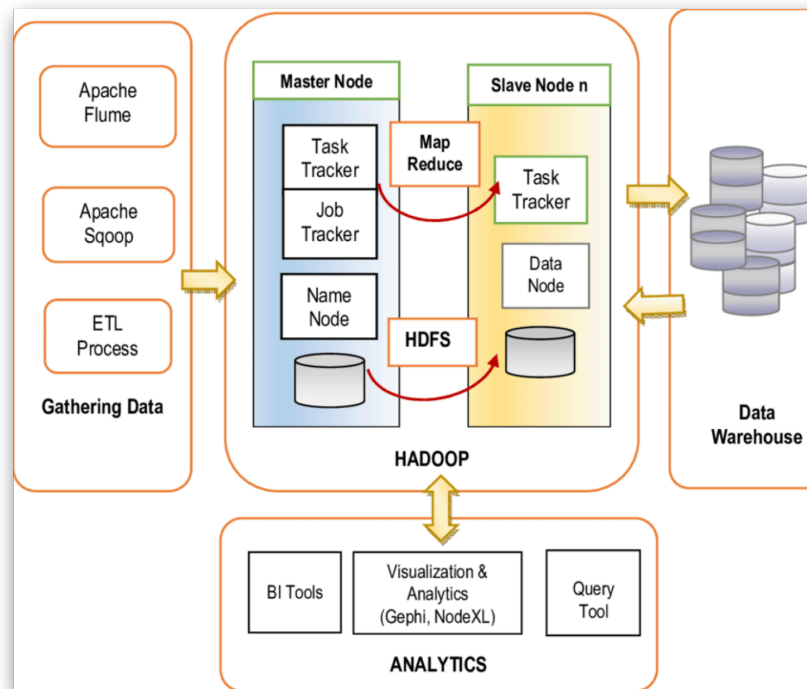 Apache
Flume
Apache
Sqoop
ETL
Process
Gathering Data
Master Node
Task
Tracker
Job
Tracker
Name
Node
Map
Reduce
HDFS
Slave Node n
Task
Tracker
Data
Node
HADOOP
Data
Warehouse
BI Tools
Visualization &
Analytics
(Gephi, NodeXL)
Query
Tool
ANALYTICS